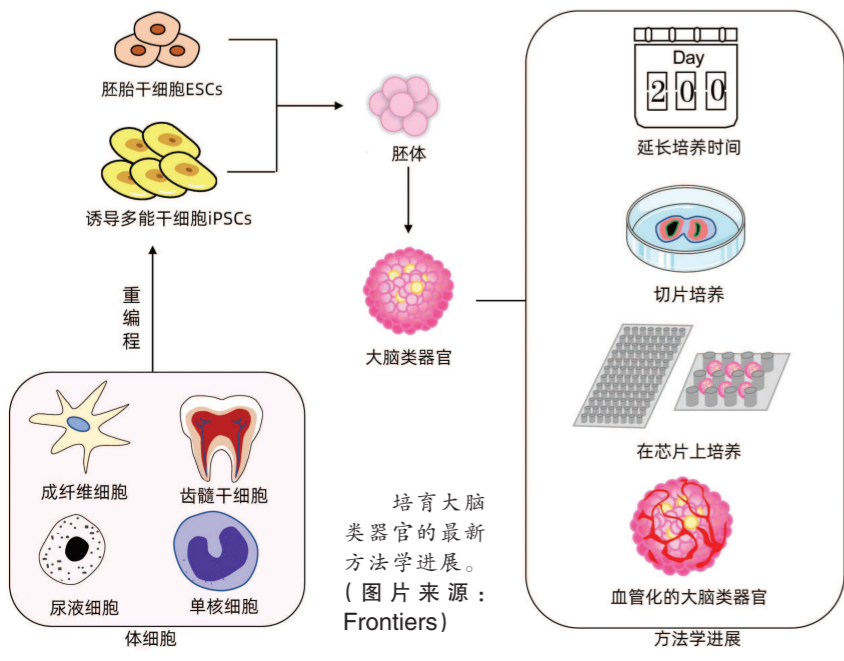 胚胎干细胞ESCs
诱导多能干细胞iPSCs
重编程
成纤维细胞
齿髓干细胞
尿液细胞
单核细胞
体细胞
胚体
大脑类器官
培育大脑
类器官的最新
方法学进展。
(图片来源:
Frontiers)
Day
200
延长培养时间
切片培养
在芯片上培养
血管化的大脑类器官
方法学进展